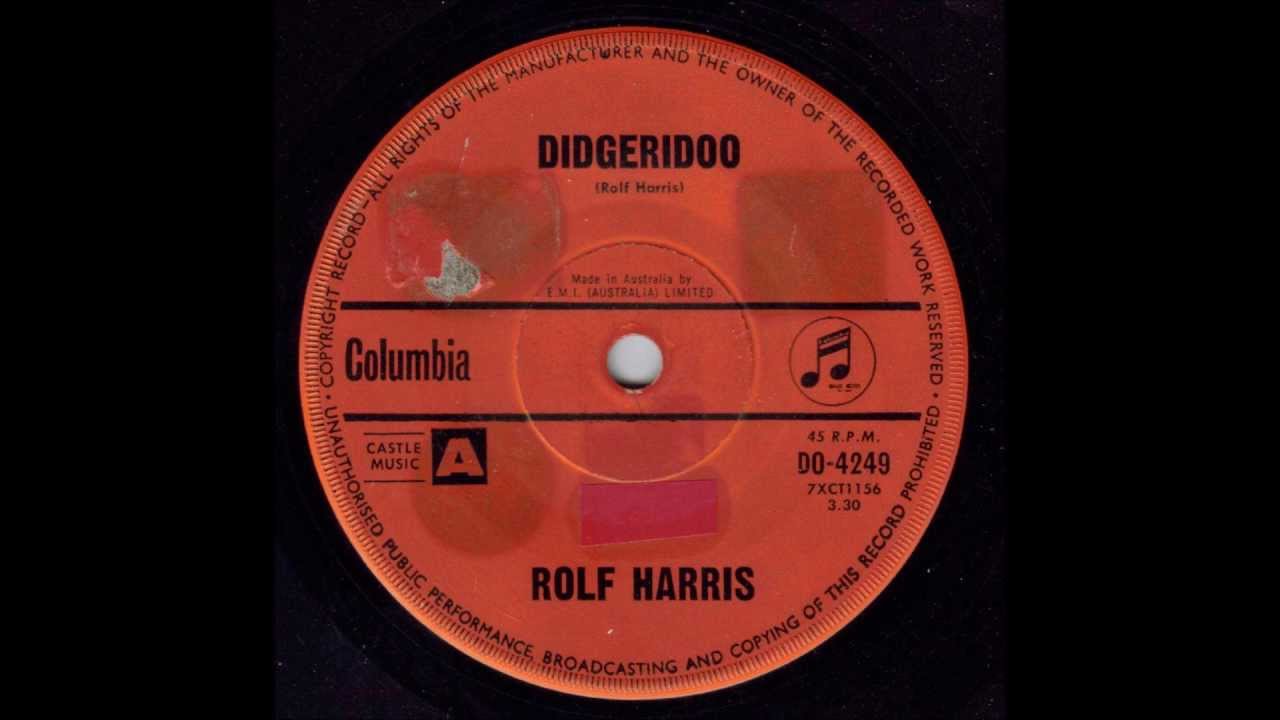 UNAUTHORISED PUBLIC PERFORMANCE, BROADCASTING AND COPYING OF THIS RECORD PROHIBITED • COPYRIGHT RECORD—ALL RIGHTS OF THE MANUFACTURER AND THE OWNER OF THE RECORDED WORK RESERVED •
DIDGERIDOO
(Rolf Harris)
Made in Australia by
E.M.I. (AUSTRALIA) LIMITED
Columbia
CASTLE
MUSIC
A
45 R.P.M.
DO-4249
7XCT1156
3.30
ROLF HARRIS